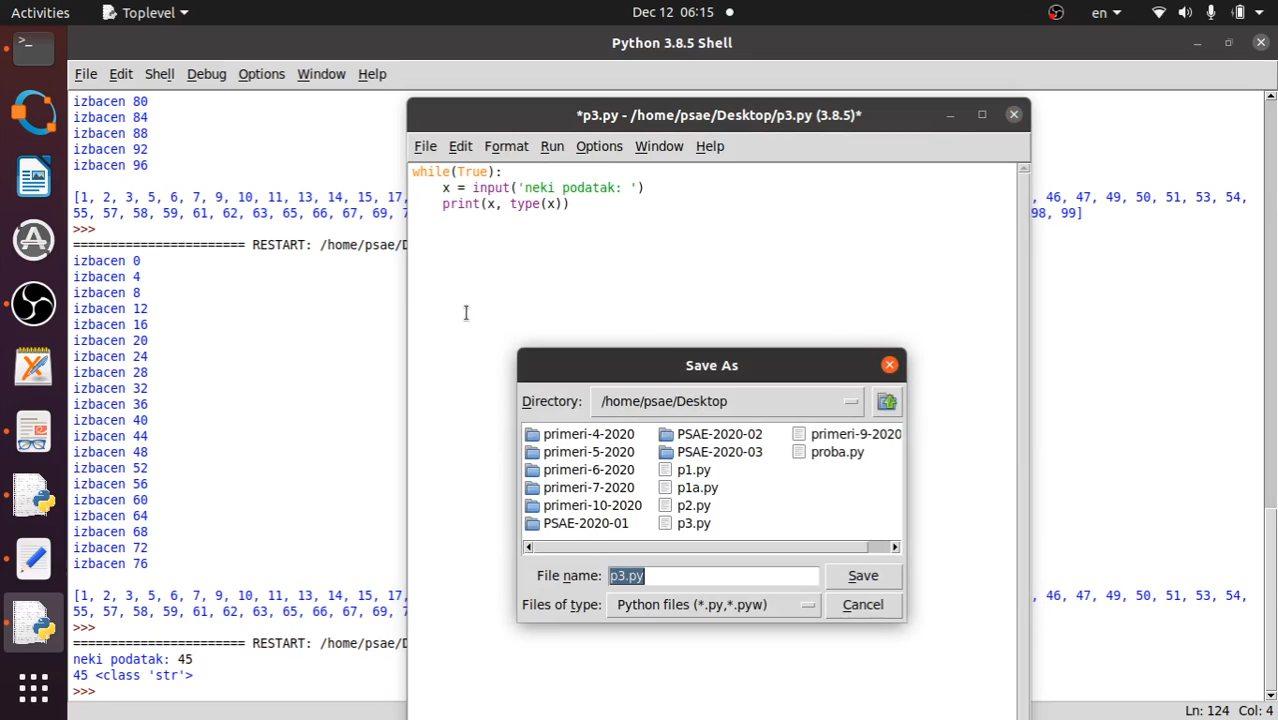 Activities Toplevel Dec 12 06:15 en
Python 3.8.5 Shell
File Edit Shell Debug Options Window Help
izbacen 80
izbacen 84
izbacen 88
izbacen 92
izbacen 96
[1, 2, 3, 5, 6, 7, 9, 10, 11, 13, 14, 15, 17, , 46, 47, 49, 50, 51, 53, 54,
55, 57, 58, 59, 61, 62, 63, 65, 66, 67, 69, 7 98, 99]
>>>
======================= RESTART: /home/psae/D
izbacen 0
izbacen 4
izbacen 8
izbacen 12
izbacen 16
izbacen 20
izbacen 24
izbacen 28
izbacen 32
izbacen 36
izbacen 40
izbacen 44
izbacen 48
izbacen 52
izbacen 56
izbacen 60
izbacen 64
izbacen 68
izbacen 72
izbacen 76
[1, 2, 3, 5, 6, 7, 9, 10, 11, 13, 14, 15, 17, , 46, 47, 49, 50, 51, 53, 54,
55, 57, 58, 59, 61, 62, 63, 65, 66, 67, 69, 7
>>>
======================= RESTART: /home/psae/D
neki podatak: 45
45 <class 'str'>
>>>
Ln: 124 Col: 4
*p3.py - /home/psae/Desktop/p3.py (3.8.5)*
File Edit Format Run Options Window Help
while(True):
    x = input('neki podatak: ')
    print(x, type(x))
Save As
Directory: /home/psae/Desktop
primeri-4-2020 PSAE-2020-02 primeri-9-2020
primeri-5-2020 PSAE-2020-03 proba.py
primeri-6-2020 p1.py
primeri-7-2020 p1a.py
primeri-10-2020 p2.py
PSAE-2020-01 p3.py
File name: p3.py Save
Files of type: Python files (*.py,*.pyw) Cancel